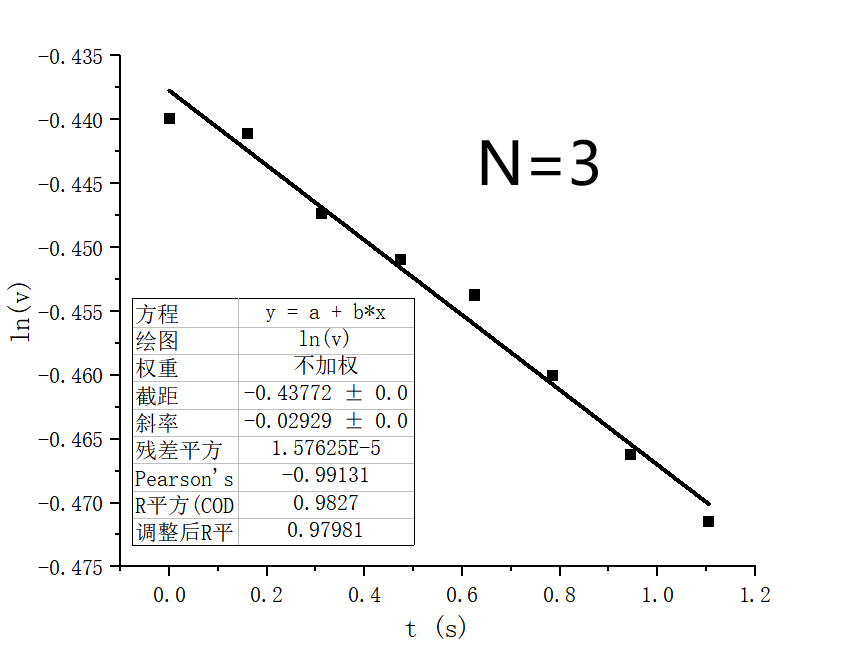 -0.435
-0.440
-0.445
-0.450
-0.455
-0.460
-0.465
-0.470
-0.475
ln(v)
N=3
方程 y = a + b*x
绘图 ln(v)
权重 不加权
截距 -0.43772 ± 0.0
斜率 -0.02929 ± 0.0
残差平方 1.57625E-5
Pearson's -0.99131
R平方(COD 0.9827
调整后R平 0.97981
0.0 0.2 0.4 0.6 0.8 1.0 1.2
t (s)